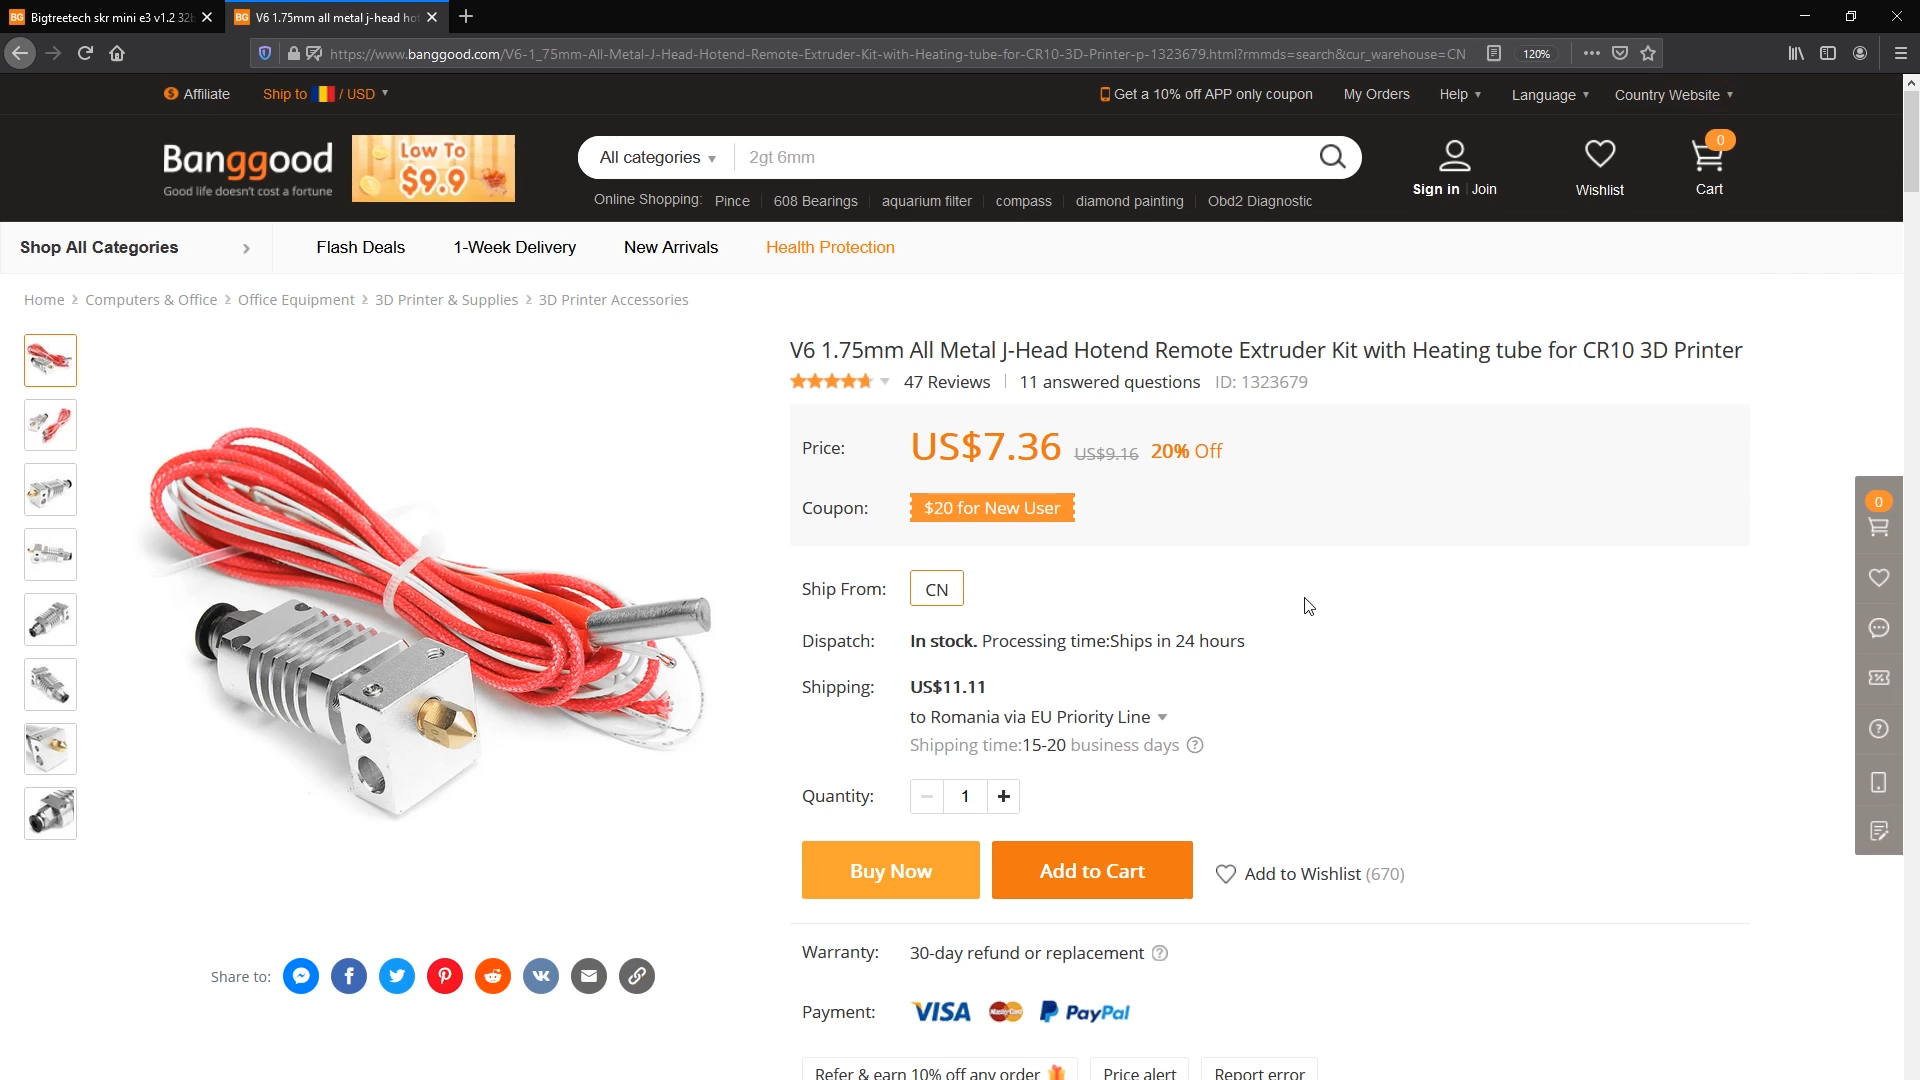 Bigtreetech skr mini e3 v1.2 32
V6 1.75mm all metal j-head hot
https://www.banggood.com/V6-1_75mm-All-Metal-J-Head-Hotend-Remote-Extruder-Kit-with-Heating-tube-for-CR10-3D-Printer-p-1323679.html?rmmds=search&cur_warehouse=CN
120%
Affiliate
Ship to / USD
Get a 10% off APP only coupon
My Orders
Help
Language
Country Website
Banggood
Good life doesn't cost a fortune
Low To
$9.9
All categories
2gt 6mm
Online Shopping: Pince 608 Bearings aquarium filter compass diamond painting Obd2 Diagnostic
Sign in Join
Wishlist
0
Cart
Shop All Categories
Flash Deals
1-Week Delivery
New Arrivals
Health Protection
Home Computers & Office Office Equipment 3D Printer & Supplies 3D Printer Accessories
V6 1.75mm All Metal J-Head Hotend Remote Extruder Kit with Heating tube for CR10 3D Printer
47 Reviews 11 answered questions ID: 1323679
Price: US$7.36 US$9.16 20% Off
Coupon: $20 for New User
Ship From: CN
Dispatch: In stock. Processing time:Ships in 24 hours
Shipping: US$11.11
to Romania via EU Priority Line
Shipping time:15-20 business days
Quantity: 1
Buy Now
Add to Cart
Add to Wishlist (670)
0
Warranty: 30-day refund or replacement
Payment: VISA MasterCard PayPal
Share to:
Refer & earn 10% off any order
Price alert
Report error